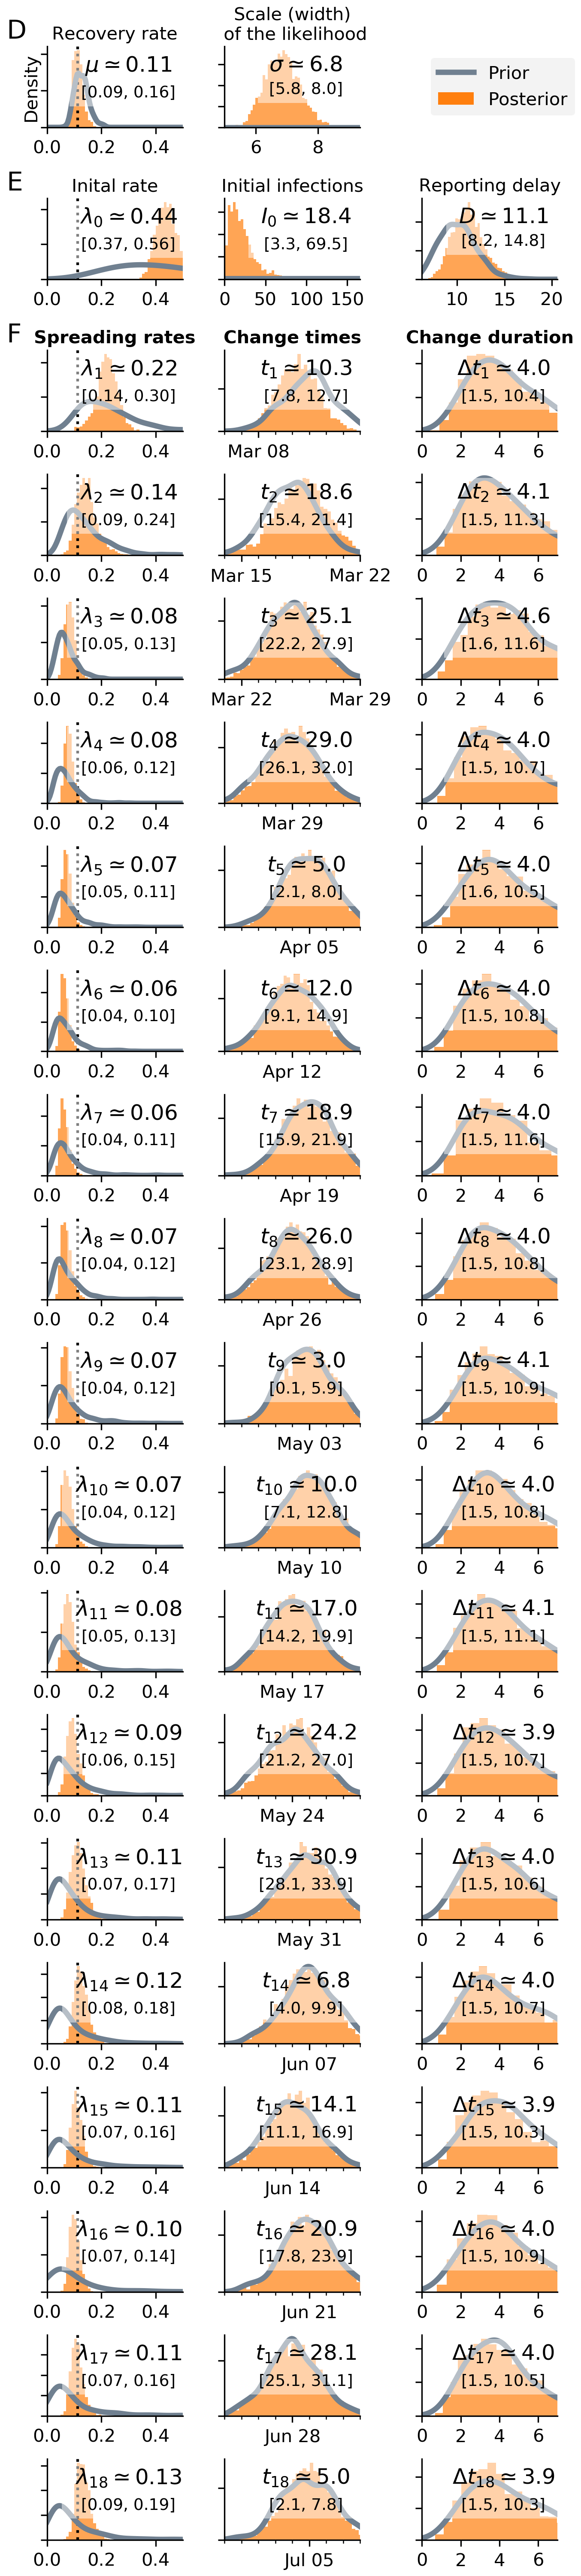 D
Recovery rate
Scale (width)
of the likelihood
Density
μ ≃ 0.11
[0.09, 0.16]
σ ≃ 6.8
[5.8, 8.0]
Prior
Posterior
0.0 0.2 0.4
6 8
E
Inital rate
Initial infections
Reporting delay
λ0 ≃ 0.44
[0.37, 0.56]
I0 ≃ 18.4
[3.3, 69.5]
D ≃ 11.1
[8.2, 14.8]
0.0 0.2 0.4
0 50 100 150
10 15 20
F
Spreading rates
Change times
Change duration
λ1 ≃ 0.22
[0.14, 0.30]
t1 ≃ 10.3
[7.8, 12.7]
Δt1 ≃ 4.0
[1.5, 10.4]
0.0 0.2 0.4
Mar 08
0 2 4 6
λ2 ≃ 0.14
[0.09, 0.24]
t2 ≃ 18.6
[15.4, 21.4]
Δt2 ≃ 4.1
[1.5, 11.3]
0.0 0.2 0.4
Mar 15 Mar 22
0 2 4 6
λ3 ≃ 0.08
[0.05, 0.13]
t3 ≃ 25.1
[22.2, 27.9]
Δt3 ≃ 4.6
[1.6, 11.6]
0.0 0.2 0.4
Mar 22 Mar 29
0 2 4 6
λ4 ≃ 0.08
[0.06, 0.12]
t4 ≃ 29.0
[26.1, 32.0]
Δt4 ≃ 4.0
[1.5, 10.7]
0.0 0.2 0.4
Mar 29
0 2 4 6
λ5 ≃ 0.07
[0.05, 0.11]
t5 ≃ 5.0
[2.1, 8.0]
Δt5 ≃ 4.0
[1.6, 10.5]
0.0 0.2 0.4
Apr 05
0 2 4 6
λ6 ≃ 0.06
[0.04, 0.10]
t6 ≃ 12.0
[9.1, 14.9]
Δt6 ≃ 4.0
[1.5, 10.8]
0.0 0.2 0.4
Apr 12
0 2 4 6
λ7 ≃ 0.06
[0.04, 0.11]
t7 ≃ 18.9
[15.9, 21.9]
Δt7 ≃ 4.0
[1.5, 11.6]
0.0 0.2 0.4
Apr 19
0 2 4 6
λ8 ≃ 0.07
[0.04, 0.12]
t8 ≃ 26.0
[23.1, 28.9]
Δt8 ≃ 4.0
[1.5, 10.8]
0.0 0.2 0.4
Apr 26
0 2 4 6
λ9 ≃ 0.07
[0.04, 0.12]
t9 ≃ 3.0
[0.1, 5.9]
Δt9 ≃ 4.1
[1.5, 10.9]
0.0 0.2 0.4
May 03
0 2 4 6
λ10 ≃ 0.07
[0.04, 0.12]
t10 ≃ 10.0
[7.1, 12.8]
Δt10 ≃ 4.0
[1.5, 10.8]
0.0 0.2 0.4
May 10
0 2 4 6
λ11 ≃ 0.08
[0.05, 0.13]
t11 ≃ 17.0
[14.2, 19.9]
Δt11 ≃ 4.1
[1.5, 11.1]
0.0 0.2 0.4
May 17
0 2 4 6
λ12 ≃ 0.09
[0.06, 0.15]
t12 ≃ 24.2
[21.2, 27.0]
Δt12 ≃ 3.9
[1.5, 10.7]
0.0 0.2 0.4
May 24
0 2 4 6
λ13 ≃ 0.11
[0.07, 0.17]
t13 ≃ 30.9
[28.1, 33.9]
Δt13 ≃ 4.0
[1.5, 10.6]
0.0 0.2 0.4
May 31
0 2 4 6
λ14 ≃ 0.12
[0.08, 0.18]
t14 ≃ 6.8
[4.0, 9.9]
Δt14 ≃ 4.0
[1.5, 10.7]
0.0 0.2 0.4
Jun 07
0 2 4 6
λ15 ≃ 0.11
[0.07, 0.16]
t15 ≃ 14.1
[11.1, 16.9]
Δt15 ≃ 3.9
[1.5, 10.3]
0.0 0.2 0.4
Jun 14
0 2 4 6
λ16 ≃ 0.10
[0.07, 0.14]
t16 ≃ 20.9
[17.8, 23.9]
Δt16 ≃ 4.0
[1.5, 10.9]
0.0 0.2 0.4
Jun 21
0 2 4 6
λ17 ≃ 0.11
[0.07, 0.16]
t17 ≃ 28.1
[25.1, 31.1]
Δt17 ≃ 4.0
[1.5, 10.5]
0.0 0.2 0.4
Jun 28
0 2 4 6
λ18 ≃ 0.13
[0.09, 0.19]
t18 ≃ 5.0
[2.1, 7.8]
Δt18 ≃ 3.9
[1.5, 10.3]
0.0 0.2 0.4
Jul 05
0 2 4 6